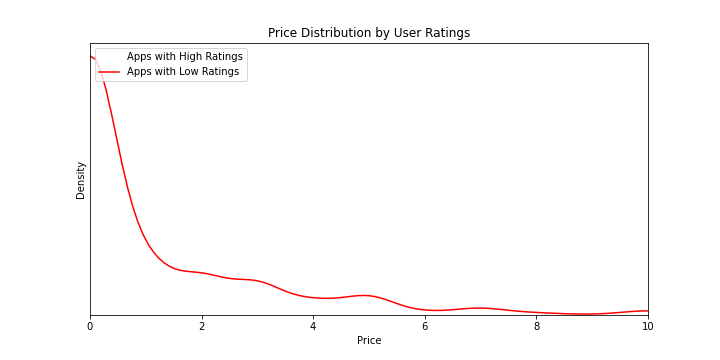 Price Distribution by User Ratings
Apps with High Ratings
Apps with Low Ratings
Density
0 2 4 6 8 10
Price